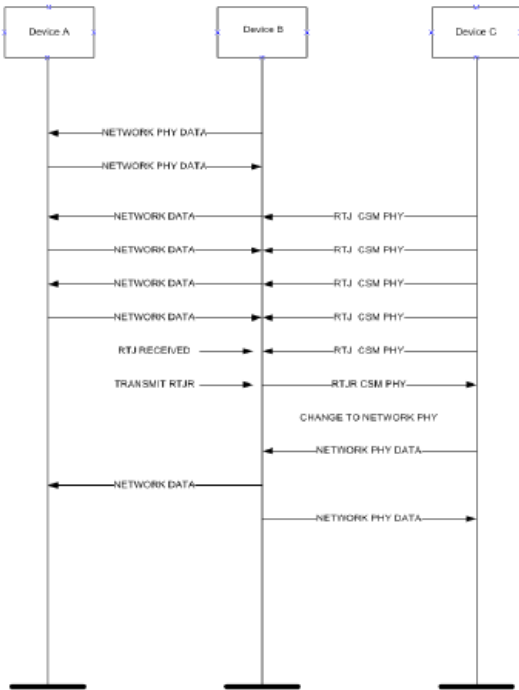 Device A
Device B
Device C
NETWORK PHY DATA
NETWORK PHY DATA
NETWORK DATA
RTJ CSM PHY
NETWORK DATA
RTJ CSM PHY
NETWORK DATA
RTJ CSM PHY
NETWORK DATA
RTJ CSM PHY
RTJ RECEIVED
RTJ CSM PHY
TRANSMIT RTJR
RTJR CSM PHY
CHANGE TO NETWORK PHY
NETWORK PHY DATA
NETWORK DATA
NETWORK PHY DATA